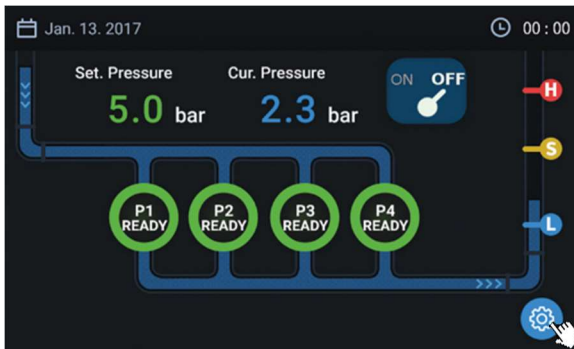 Jan. 13. 2017
00 : 00
Set. Pressure
Cur. Pressure
5.0 bar
2.3 bar
ON OFF
H
S
L
P1
READY
P2
READY
P3
READY
P4
READY
>>>